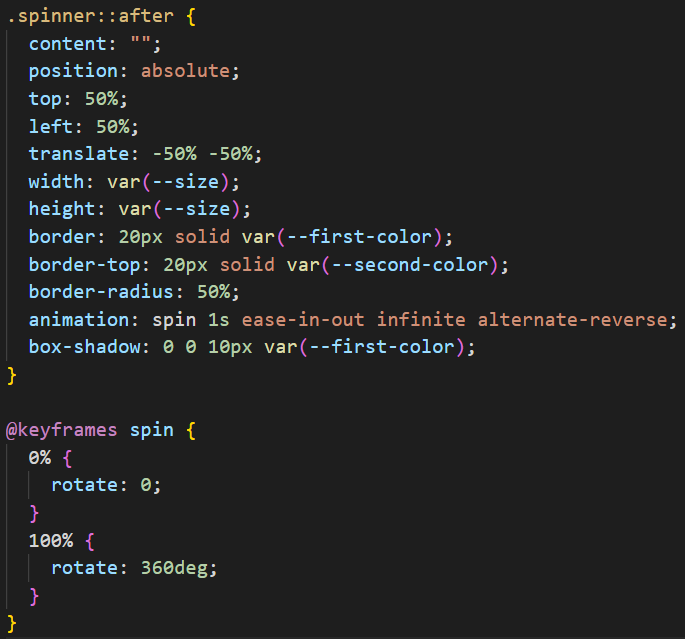 .spinner::after {
  content: "";
  position: absolute;
  top: 50%;
  left: 50%;
  translate: -50% -50%;
  width: var(--size);
  height: var(--size);
  border: 20px solid var(--first-color);
  border-top: 20px solid var(--second-color);
  border-radius: 50%;
  animation: spin 1s ease-in-out infinite alternate-reverse;
  box-shadow: 0 0 10px var(--first-color);
}

@keyframes spin {
  0% {
    rotate: 0;
  }
  100% {
    rotate: 360deg;
  }
}